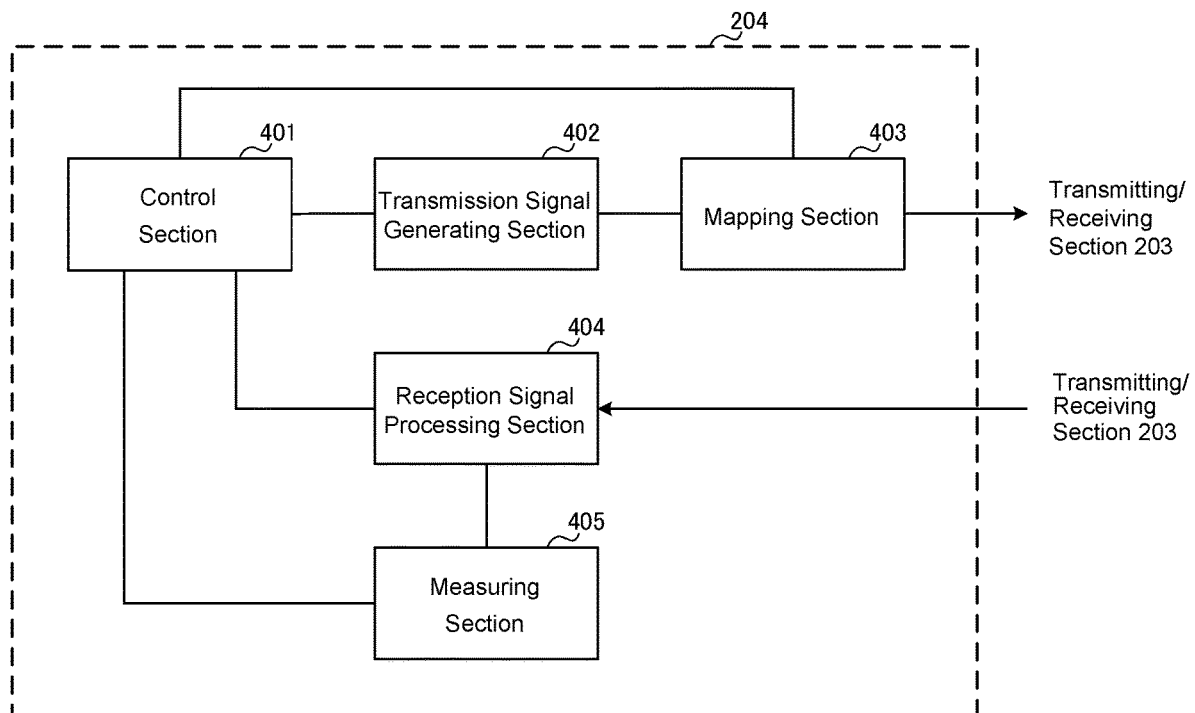 204
401
402
403
Control
Section
Transmission Signal
Generating Section
Mapping Section
Transmitting/
Receiving
Section 203
404
Reception Signal
Processing Section
Transmitting/
Receiving
Section 203
405
Measuring
Section